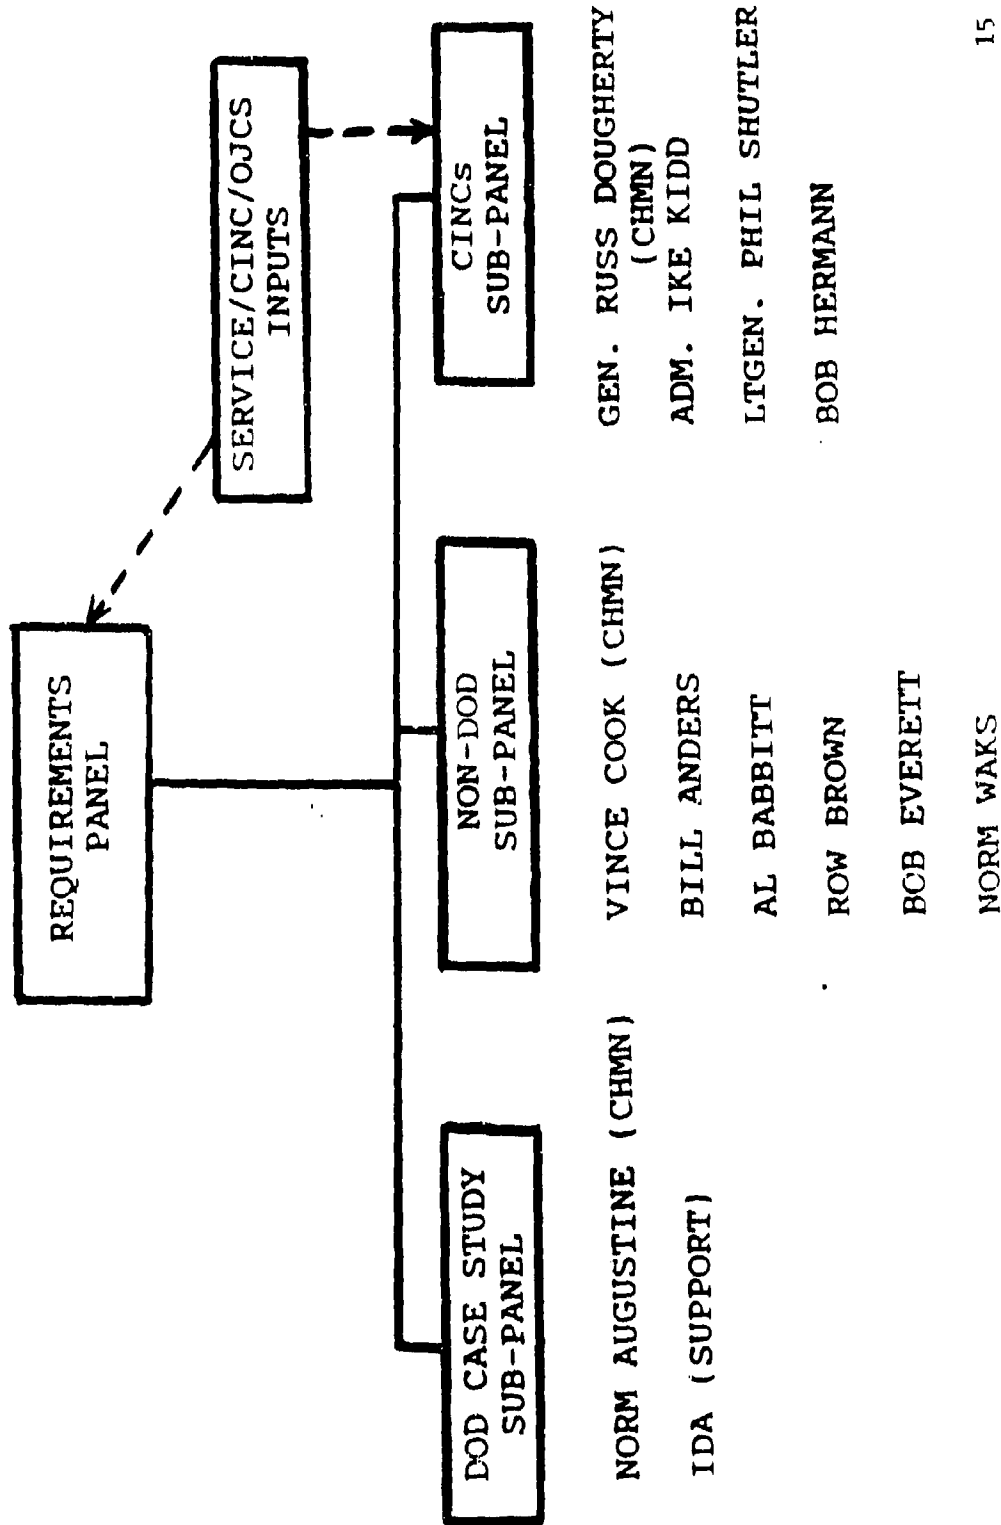 REQUIREMENTS
PANEL
SERVICE/CINC/OJCS
INPUTS
DOD CASE STUDY
SUB-PANEL
NON-DOD
SUB-PANEL
CINCs
SUB-PANEL
NORM AUGUSTINE (CHMN)
IDA (SUPPORT)
VINCE COOK (CHMN)
BILL ANDERS
AL BABBITT
ROW BROWN
BOB EVERETT
NORM WAKS
GEN. RUSS DOUGHERTY
(CHMN)
ADM. IKE KIDD
LTGEN. PHIL SHUTLER
BOB HERMANN
15